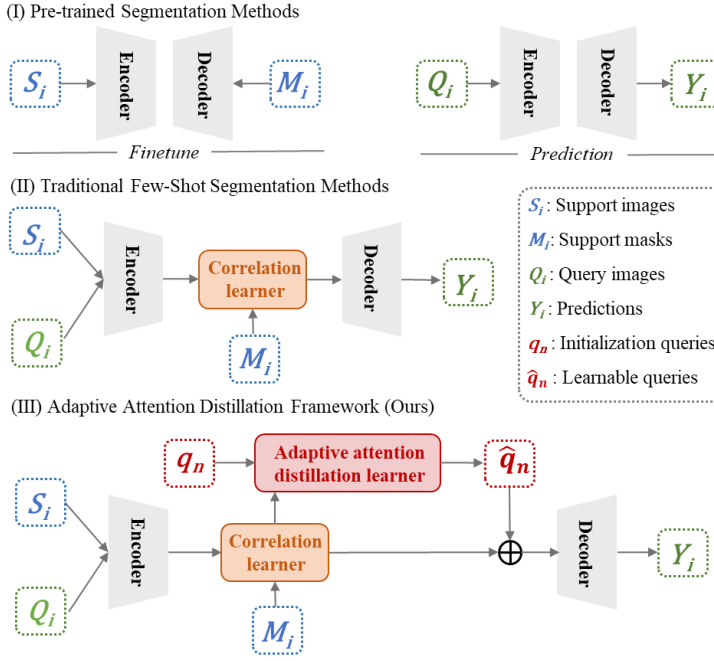 (I) Pre-trained Segmentation Methods
S_i
Encoder
Decoder
M_i
Finetune
Q_i
Encoder
Decoder
Y_i
Prediction
(II) Traditional Few-Shot Segmentation Methods
S_i
Q_i
Encoder
Correlation
learner
M_i
Decoder
Y_i
S_i: Support images
M_i: Support masks
Q_i: Query images
Y_i: Predictions
q_n: Initialization queries
q̂_n: Learnable queries
(III) Adaptive Attention Distillation Framework (Ours)
q_n
Adaptive attention
distillation learner
q̂_n
S_i
Q_i
Encoder
Correlation
learner
M_i
Decoder
Y_i